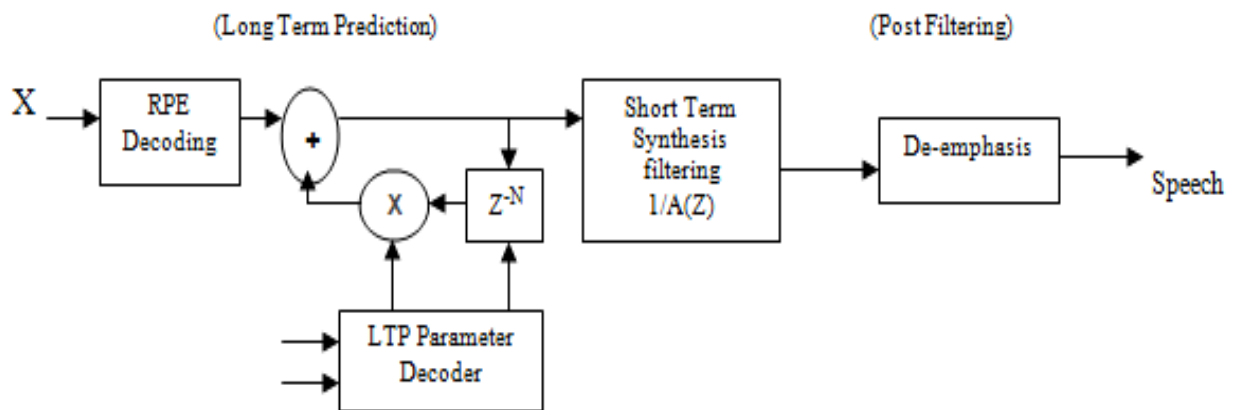 (Long Term Prediction)
(Post Filtering)
X
RPE
Decoding
+
Short Term
Synthesis
filtering
1/A(Z)
De-emphasis
Speech
X
Z-N
LTP Parameter
Decoder